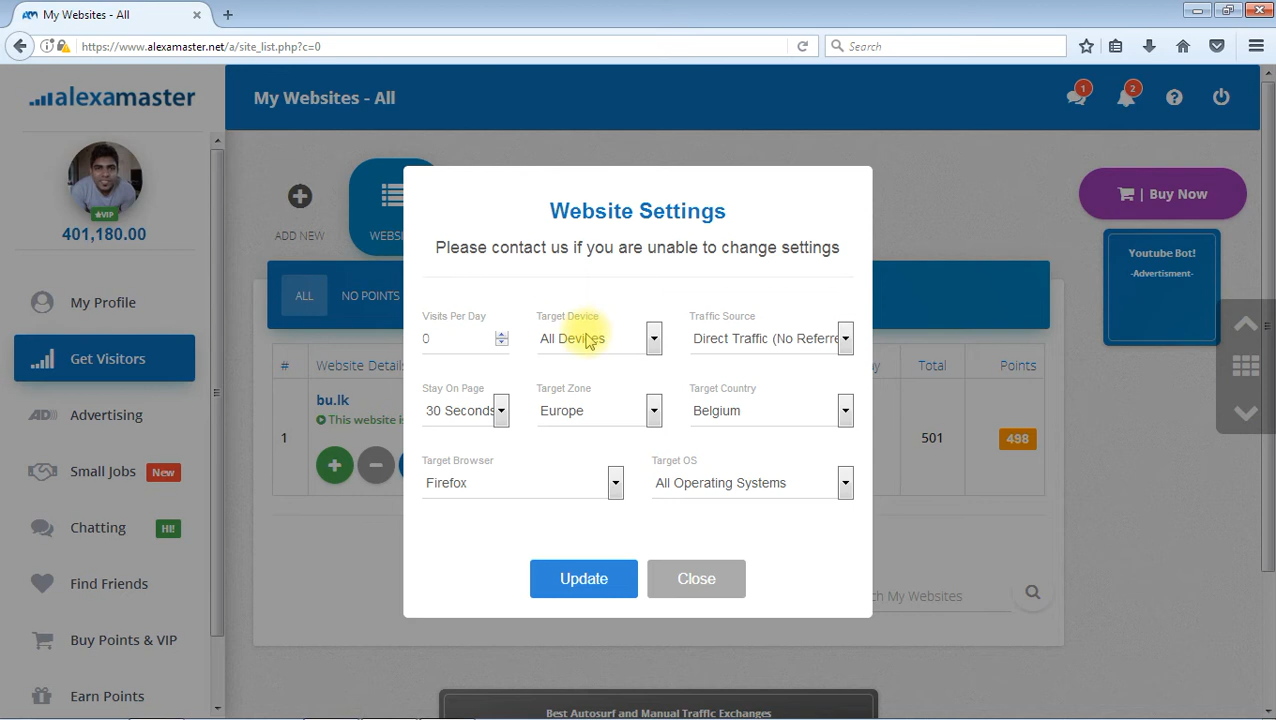 My Websites - All
https://www.alexamaster.net/a/site_list.php?c=0
Search
alexamaster
My Websites - All
1
2
VIP
401,180.00
My Profile
Get Visitors
AD Advertising
Small Jobs New
Chatting HI!
Find Friends
Buy Points & VIP
Earn Points
ADD NEW
| Buy Now
Youtube Bot!
-Advertisment-
ALL
NO POINTS
#
Website
Total
Points
1
bu.lk
This website is
501
498
Website Settings
Please contact us if you are unable to change settings
Visits Per Day
Target Device
Traffic Source
0
All Devices
Direct Traffic (No Referre
Stay On Page
Target Zone
Target Country
30 Seconds
Europe
Belgium
Target Browser
Target OS
Firefox
All Operating Systems
Update
Close
My Websites
Best Autosurf and Manual Traffic Exchanges